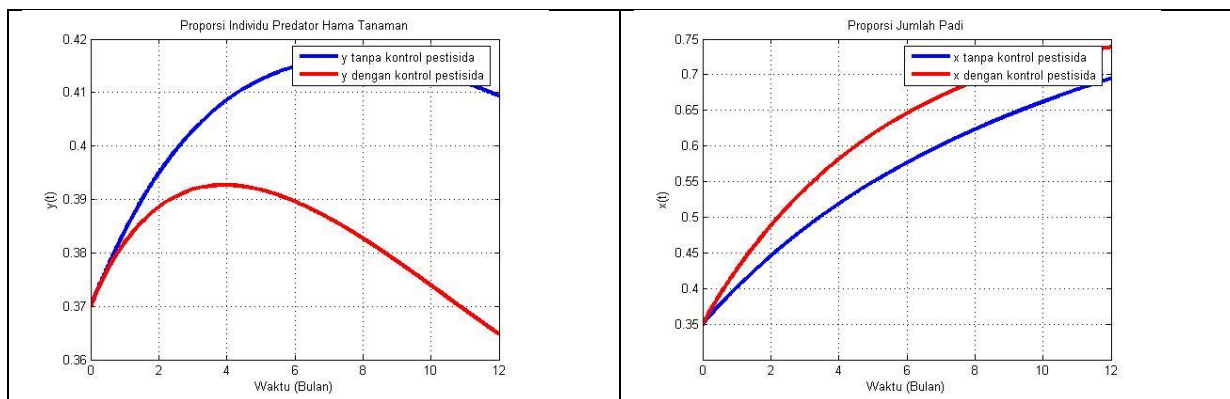 Proporsi Individu Predator Hama Tanaman
0.42
0.41
0.4
0.39
0.38
0.37
0.36
y(t)
y tanpa kontrol pestisida
y dengan kontrol pestisida
0 2 4 6 8 10 12
Waktu (Bulan)
Proporsi Jumlah Padi
0.75
0.7
0.65
0.6
0.55
0.5
0.45
0.4
0.35
x(t)
x tanpa kontrol pestisida
x dengan kontrol pestisida
0 2 4 6 8 10 12
Waktu (Bulan)